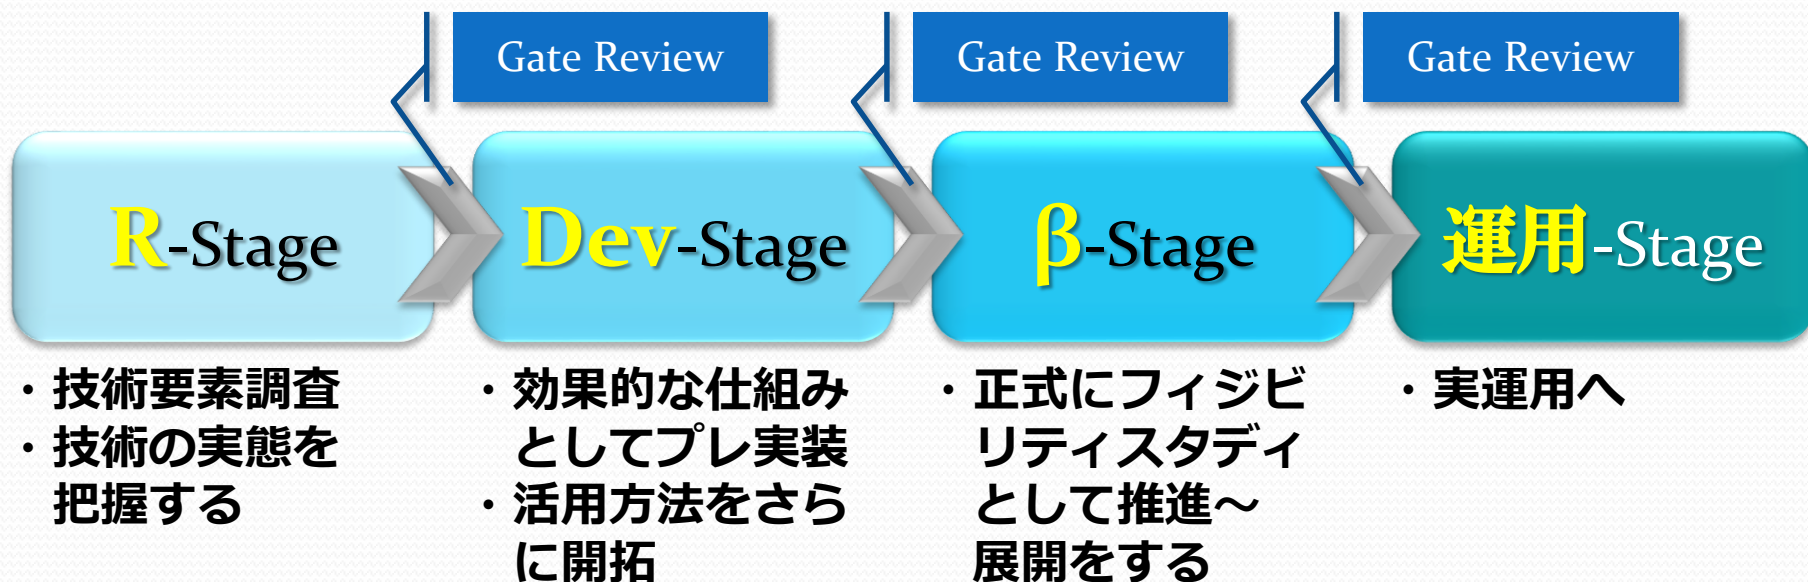 Gate Review
Gate Review
Gate Review
R-Stage
Dev-Stage
β-Stage
運用-Stage
・技術要素調査
・技術の実態を
把握する
・効果的な仕組み
としてプレ実装
・活用方法をさら
に開拓
・正式にフィジビ
リティスタディ
として推進～
展開をする
・実運用へ